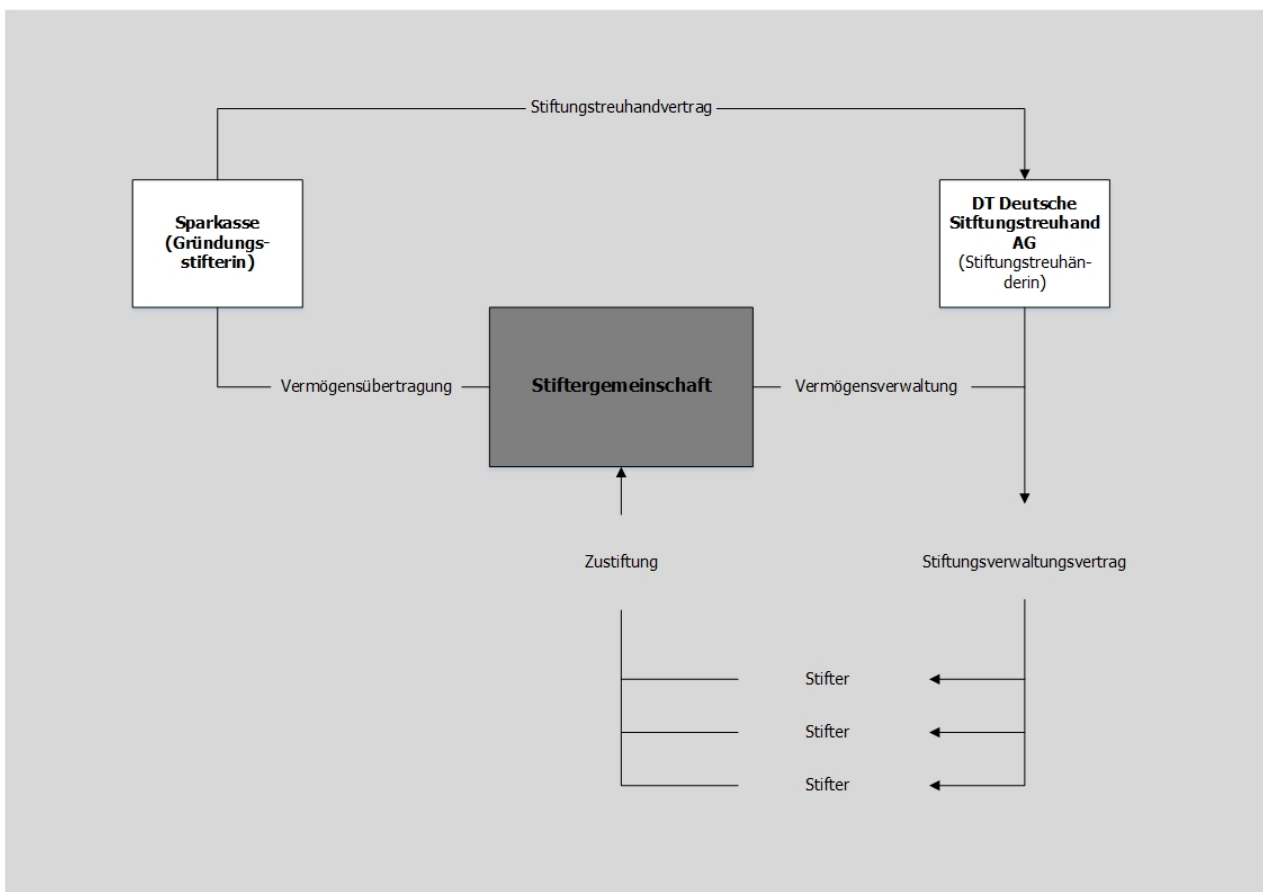 Stiftungstreuhandvertrag
Sparkasse
(Gründungs-
stifterin)
DT Deutsche
Sitftungstreuhand
AG
(Stiftungstreuhän-
derin)
Vermögensübertragung
Stiftergemeinschaft
Vermögensverwaltung
Zustiftung
Stiftungsverwaltungsvertrag
Stifter
Stifter
Stifter